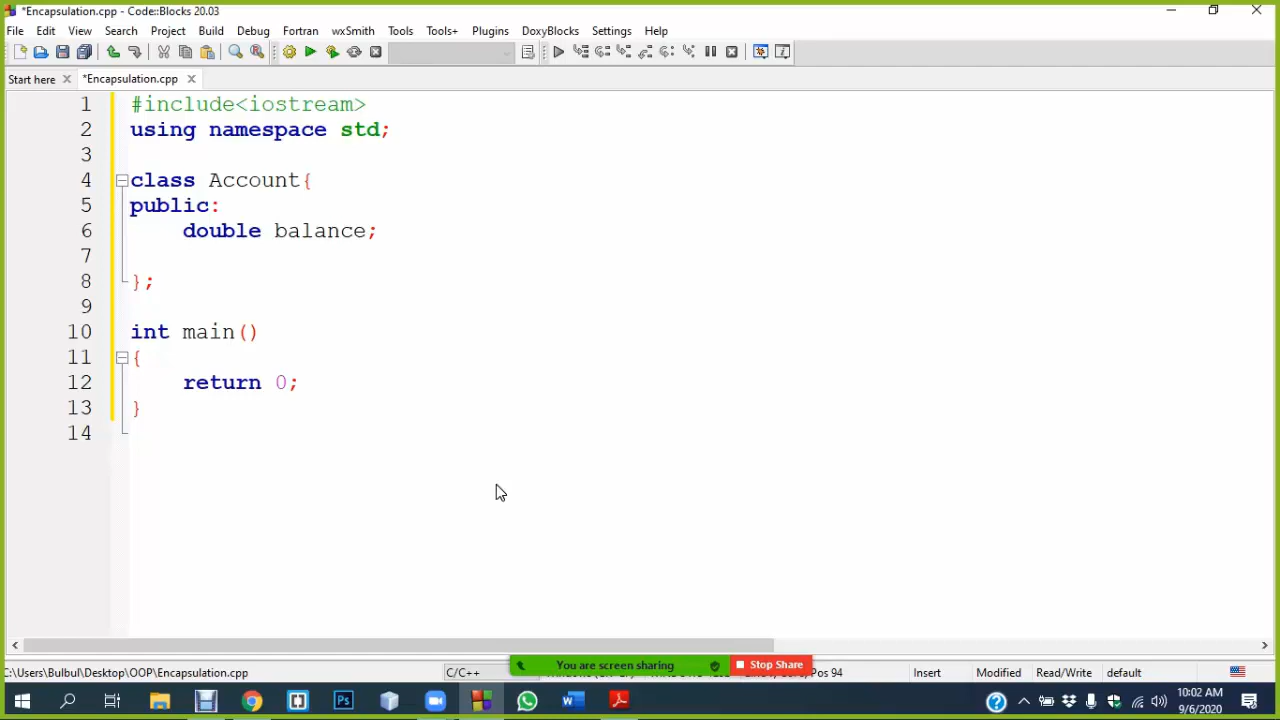 *Encapsulation.cpp - Code::Blocks 20.03
File Edit View Search Project Build Debug Fortran wxSmith Tools Tools+ Plugins DoxyBlocks Settings Help
Start here *Encapsulation.cpp
1 #include<iostream>
2 using namespace std;
3
4 class Account{
5 public:
6 double balance;
7
8 };
9
10 int main()
11 {
12 return 0;
13 }
14
C:\Users\Bulbul\Desktop\OOP\Encapsulation.cpp C/C++ Pos 94 Insert Modified Read/Write default
You are screen sharing Stop Share
10:02 AM
9/6/2020